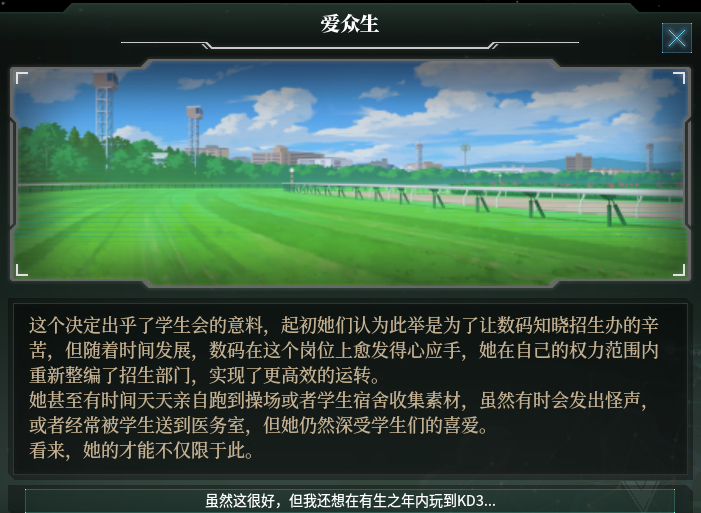 爱众生
这个决定出乎了学生会的意料，起初她们认为此举是为了让数码知晓招生办的辛
苦，但随着时间发展，数码在这个岗位上愈发得心应手，她在自己的权力范围内
重新整编了招生部门，实现了更高效的运转。
她甚至有时间天天亲自跑到操场或者学生宿舍收集素材，虽然有时会发出怪声，
或者经常被学生送到医务室，但她仍然深受学生们的喜爱。
看来，她的才能不仅限于此。
虽然这很好，但我还想在有生之年内玩到KD3...